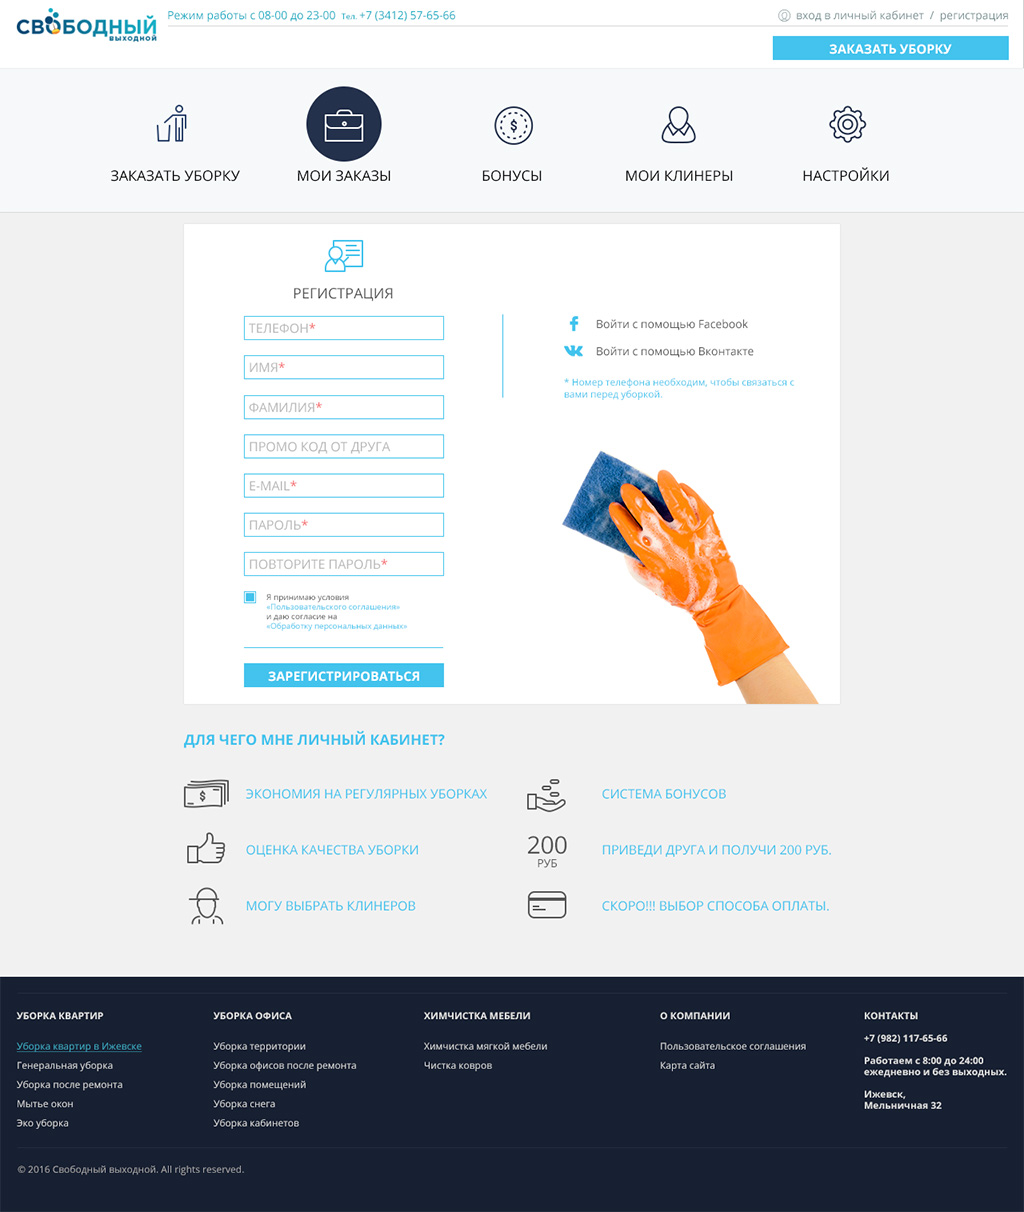 СВОБОДНЫЙ
ВЫХОДНОЙ
Режим работы с 08-00 до 23-00 Тел. +7 (3412) 57-65-66
вход в личный кабинет / регистрация
ЗАКАЗАТЬ УБОРКУ
ЗАКАЗАТЬ УБОРКУ
МОИ ЗАКАЗЫ
$
БОНУСЫ
МОИ КЛИНЕРЫ
НАСТРОЙКИ
РЕГИСТРАЦИЯ
ТЕЛЕФОН*
ИМЯ*
ФАМИЛИЯ*
ПРОМО КОД ОТ ДРУГА
E-MAIL*
ПАРОЛЬ*
ПОВТОРИТЕ ПАРОЛЬ*
Я принимаю условия
«Пользовательского соглашения»
и даю согласие на
«Обработку персональных данных»
ЗАРЕГИСТРИРОВАТЬСЯ
Войти с помощью Facebook
Войти с помощью Вконтакте
* Номер телефона необходим, чтобы связаться с
вами перед уборкой.
ДЛЯ ЧЕГО МНЕ ЛИЧНЫЙ КАБИНЕТ?
$
ЭКОНОМИЯ НА РЕГУЛЯРНЫХ УБОРКАХ
СИСТЕМА БОНУСОВ
ОЦЕНКА КАЧЕСТВА УБОРКИ
200
РУБ
ПРИВЕДИ ДРУГА И ПОЛУЧИ 200 РУБ.
МОГУ ВЫБРАТЬ КЛИНЕРОВ
СКОРО!!! ВЫБОР СПОСОБА ОПЛАТЫ.
УБОРКА КВАРТИР
Уборка квартир в Ижевске
Генеральная уборка
Уборка после ремонта
Мытье окон
Эко уборка
УБОРКА ОФИСА
Уборка территории
Уборка офисов после ремонта
Уборка помещений
Уборка снега
Уборка кабинетов
ХИМЧИСТКА МЕБЕЛИ
Химчистка мягкой мебели
Чистка ковров
О КОМПАНИИ
Пользовательское соглашения
Карта сайта
КОНТАКТЫ
+7 (982) 117-65-66
Работаем с 8:00 до 24:00
ежедневно и без выходных.
Ижевск,
Мельничная 32
© 2016 Свободный выходной. All rights reserved.